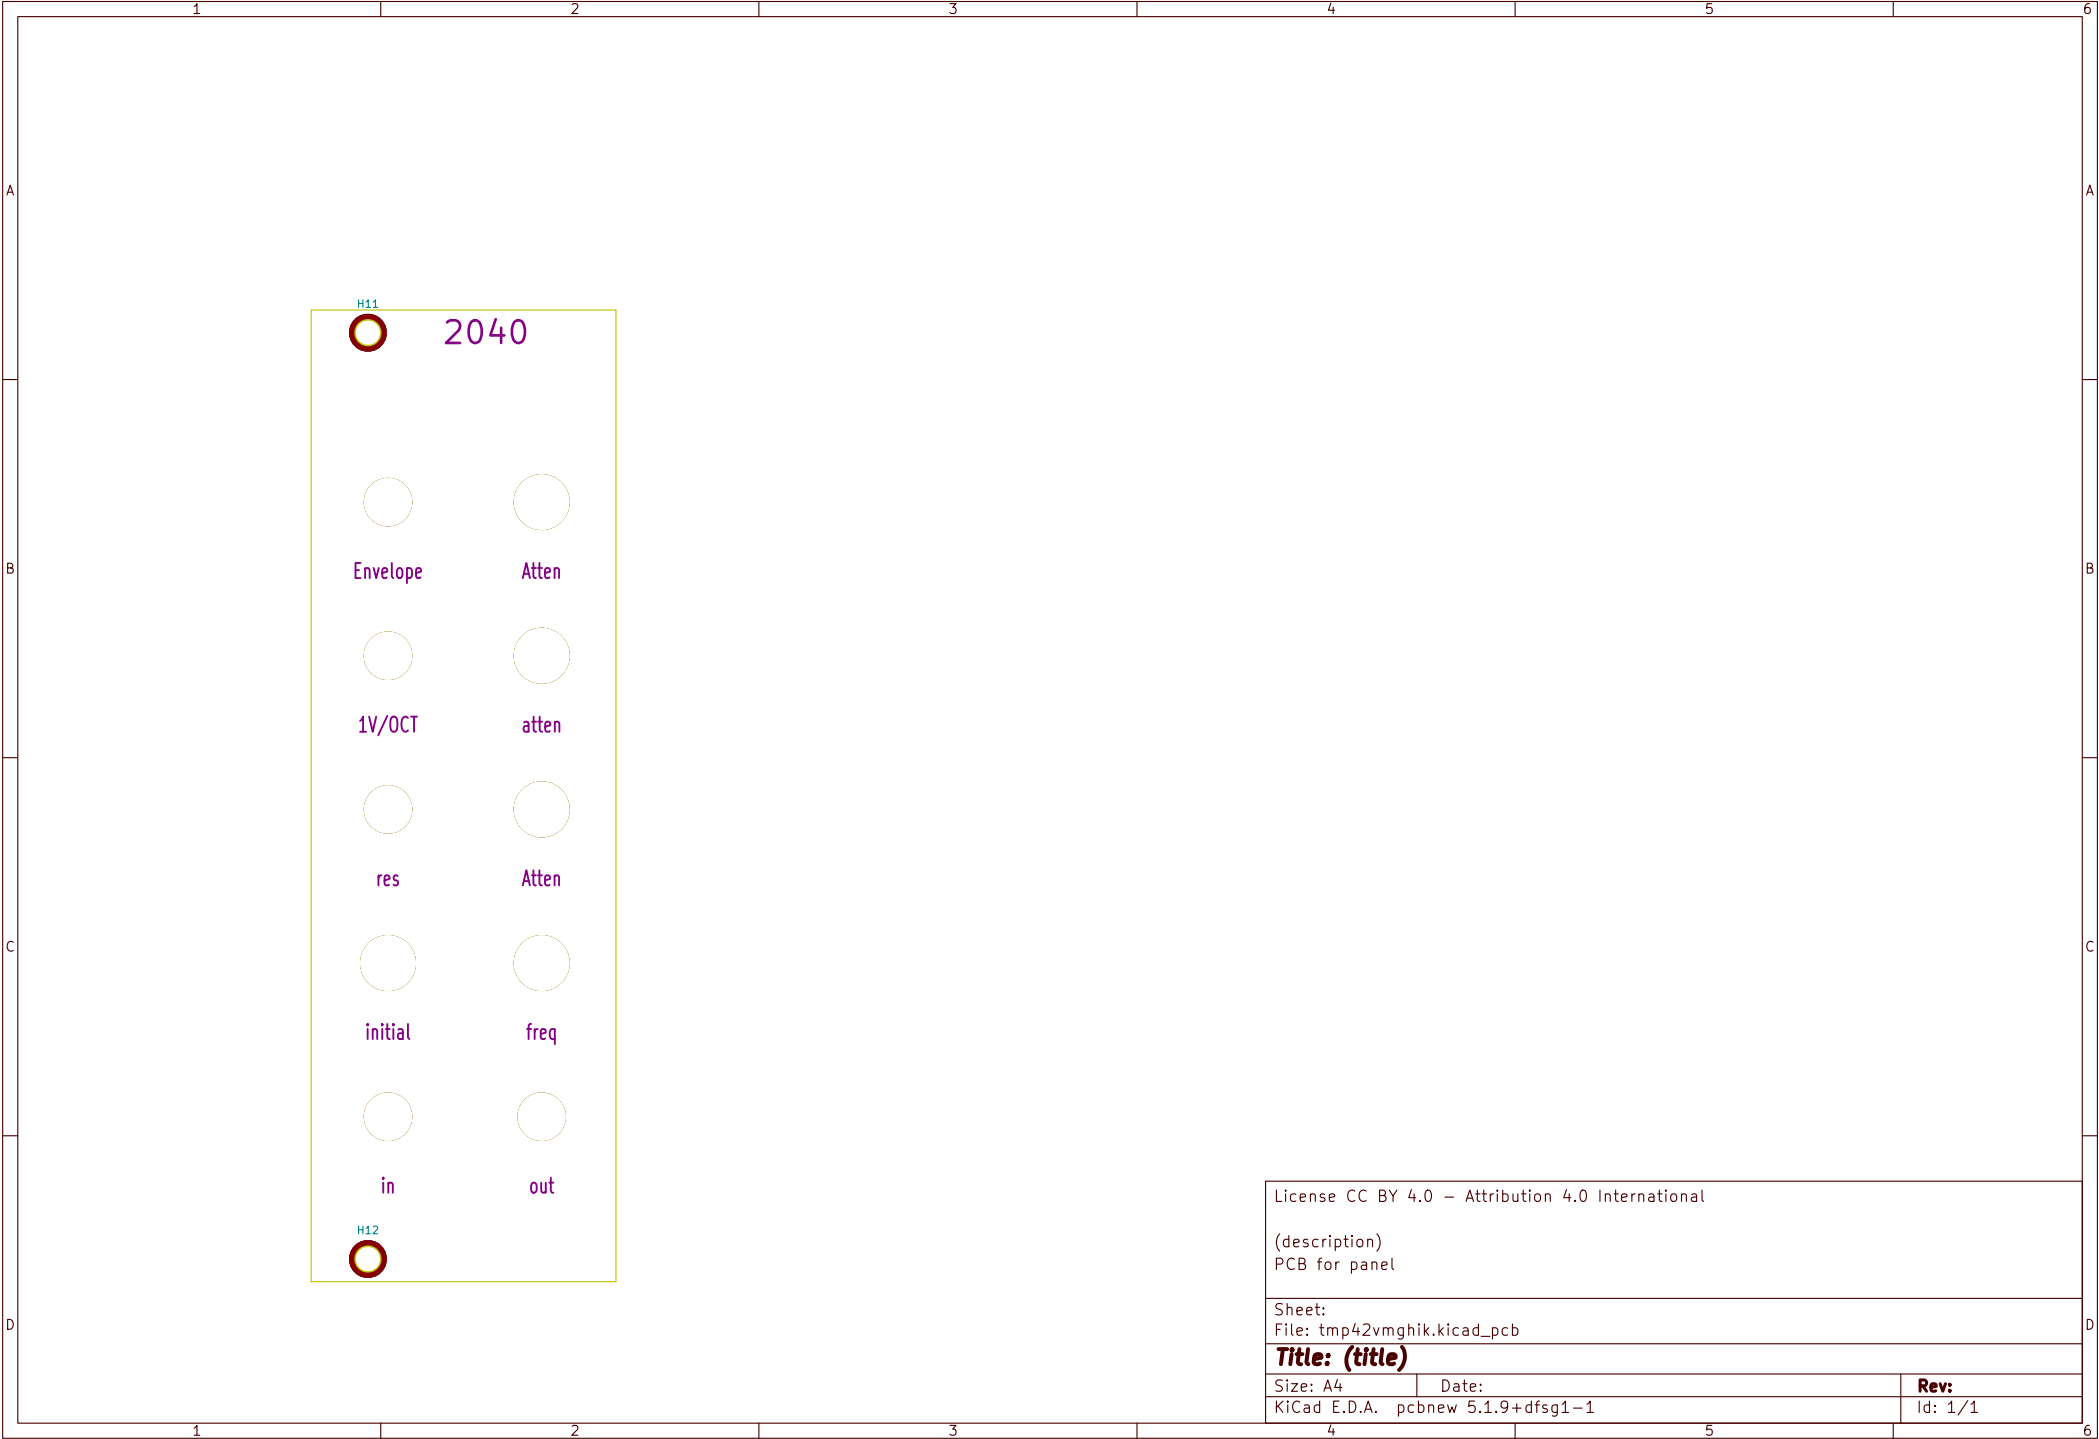 1 2 3 4 5 6
A A
H11
2040
Envelope Atten
B B
1V/OCT atten
res Atten
C C
initial freq
in out
License CC BY 4.0 - Attribution 4.0 International
H12
(description)
PCB for panel
Sheet:
D D
File: tmp42vmghik.kicad_pcb
Title: (title)
Size: A4 Date: Rev:
KiCad E.D.A. pcbnew 5.1.9+dfsg1-1 Id: 1/1
1 2 3 4 5 6